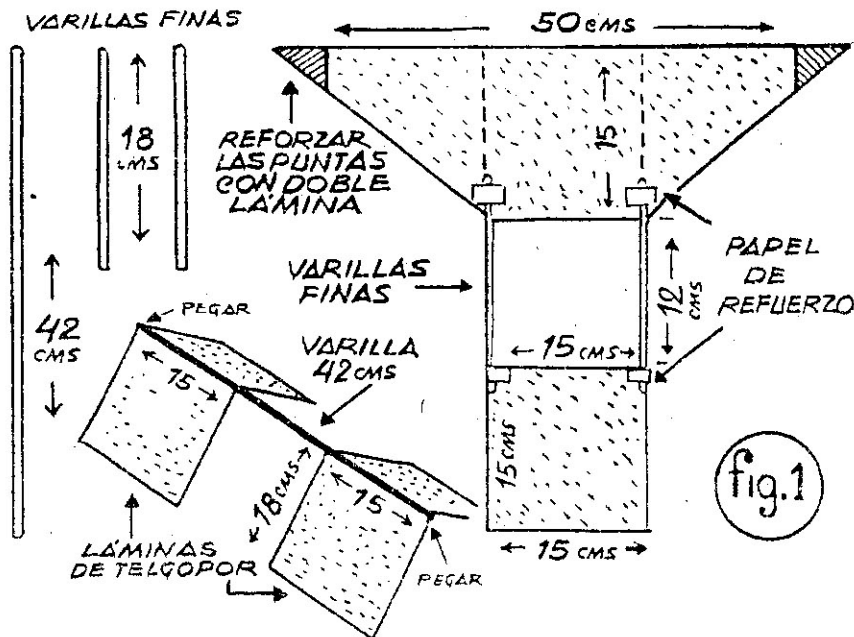 VARILLAS FINAS
50 CMS
18
CMS
REFORZAR
LAS PUNTAS
CON DOBLE
LÁMINA
15
42
CMS
PEGAR
VARILLAS
FINAS
12
CMS
PAPEL
DE
REFUERZO
VARILLA
42 CMS
15
15 CMS
18 CMS
15
15 CMS
LÁMINAS
DE TELGOPOR
PEGAR
15 CMS
fig.1